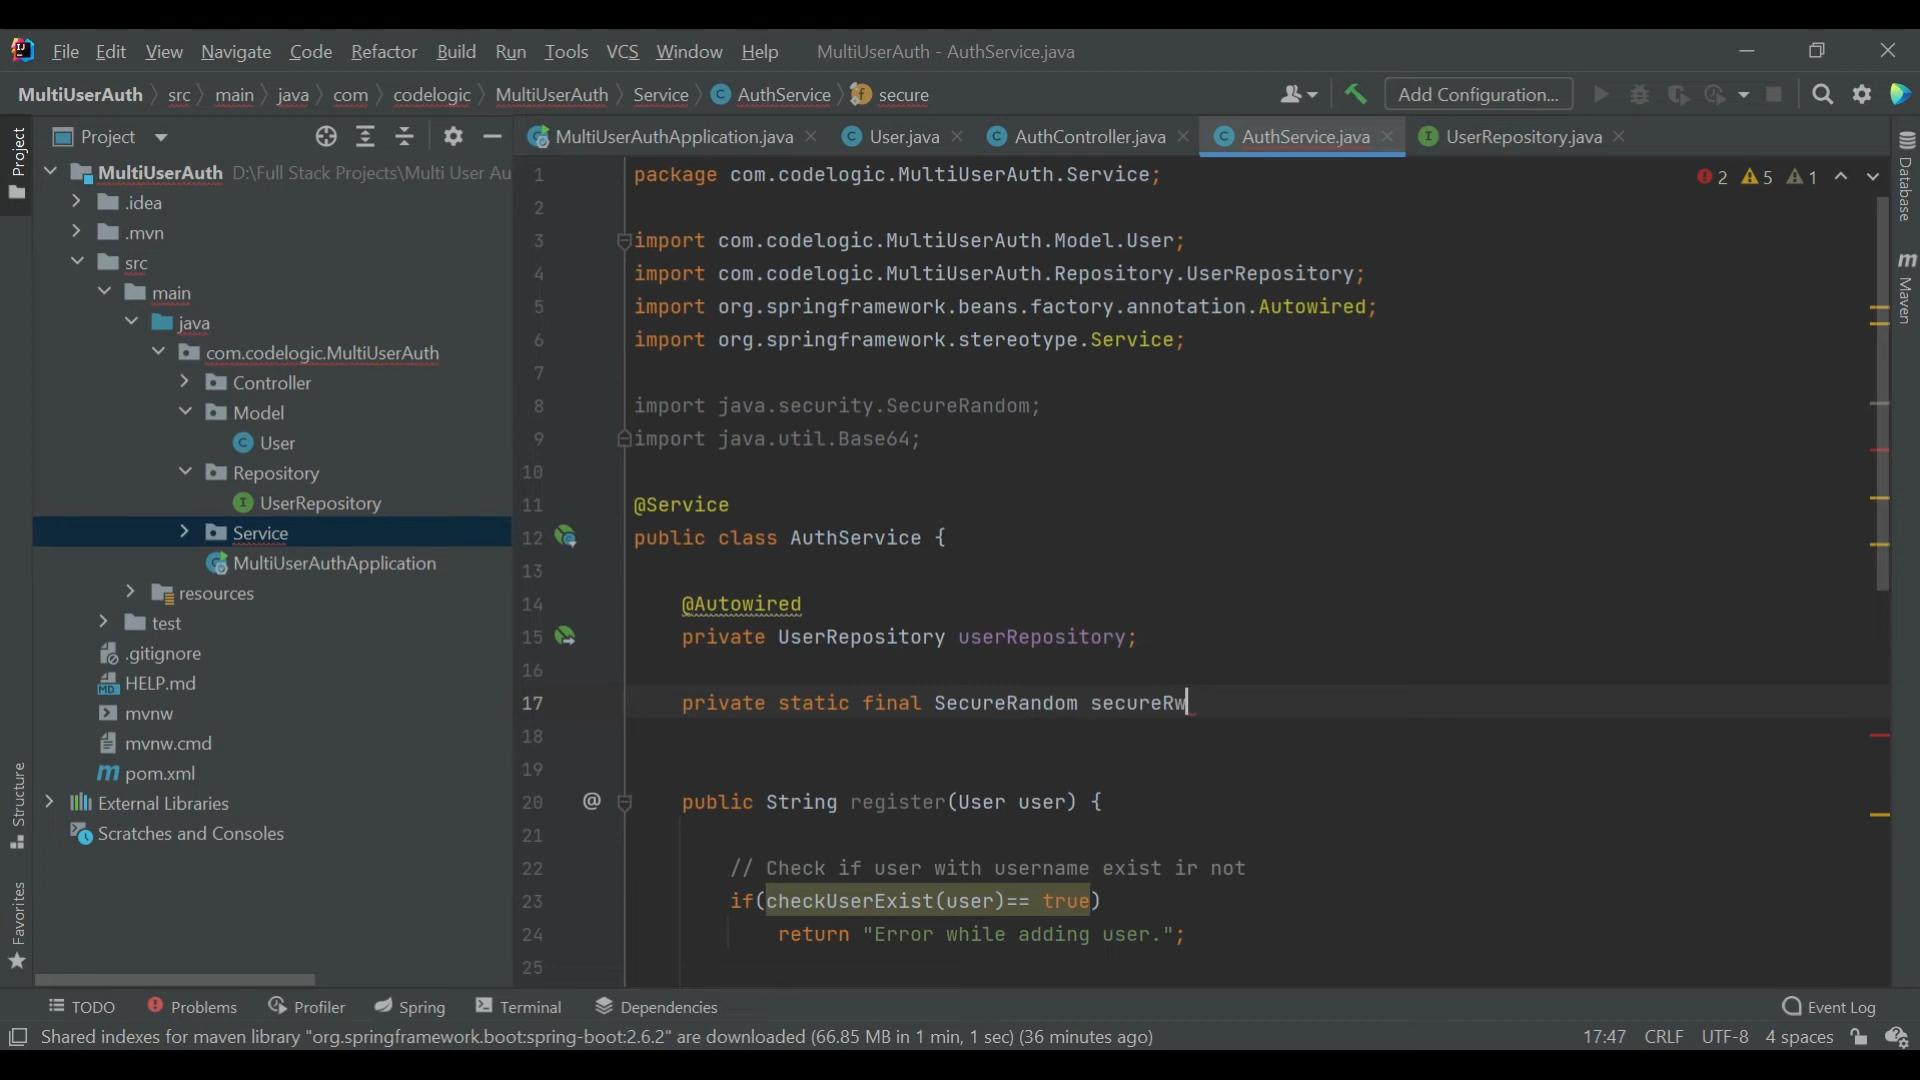 File Edit View Navigate Code Refactor Build Run Tools VCS Window Help MultiUserAuth - AuthService.java
MultiUserAuth src main java com codelogic MultiUserAuth Service AuthService secure Add Configuration...
Project
Project
MultiUserAuthApplication.java User.java AuthController.java AuthService.java UserRepository.java
MultiUserAuth D:\Full Stack Projects\Multi User Au
.idea
.mvn
src
main
java
com.codelogic.MultiUserAuth
Controller
Model
User
Repository
UserRepository
Service
MultiUserAuthApplication
resources
test
.gitignore
HELP.md
mvnw
mvnw.cmd
pom.xml
External Libraries
Scratches and Consoles
Structure
Favorites
1 package com.codelogic.MultiUserAuth.Service;
2
3 import com.codelogic.MultiUserAuth.Model.User;
4 import com.codelogic.MultiUserAuth.Repository.UserRepository;
5 import org.springframework.beans.factory.annotation.Autowired;
6 import org.springframework.stereotype.Service;
7
8 import java.security.SecureRandom;
9 import java.util.Base64;
10
11 @Service
12 public class AuthService {
13
14 @Autowired
15 private UserRepository userRepository;
16
17 private static final SecureRandom secureRw
18
19
20 @ public String register(User user) {
21
22 // Check if user with username exist ir not
23 if(checkUserExist(user)== true)
24 return "Error while adding user.";
25
2 5 1
Database
m Maven
TODO Problems Profiler Spring Terminal Dependencies Event Log
Shared indexes for maven library "org.springframework.boot:spring-boot:2.6.2" are downloaded (66.85 MB in 1 min, 1 sec) (36 minutes ago) 17:47 CRLF UTF-8 4 spaces